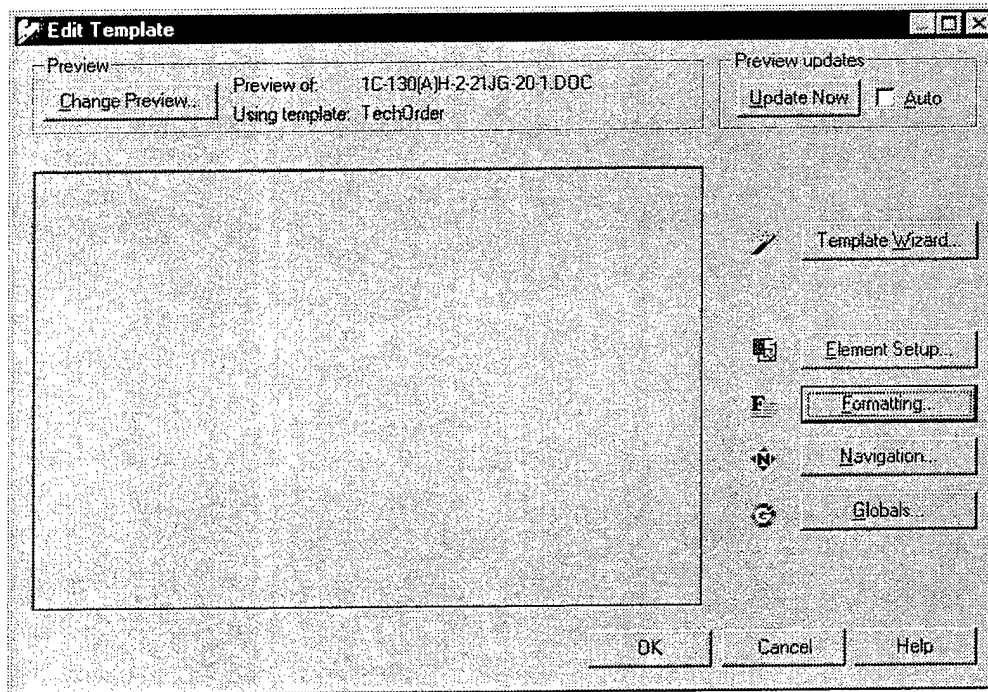 Edit Template
Preview
Change Preview...
Preview of: 1C-130(A)H-2-21JG-20-1.DOC
Using template: TechOrder
Preview updates
Update Now
Auto
Template Wizard...
Element Setup...
F
Formatting...
N
Navigation...
G
Globals...
OK
Cancel
Help